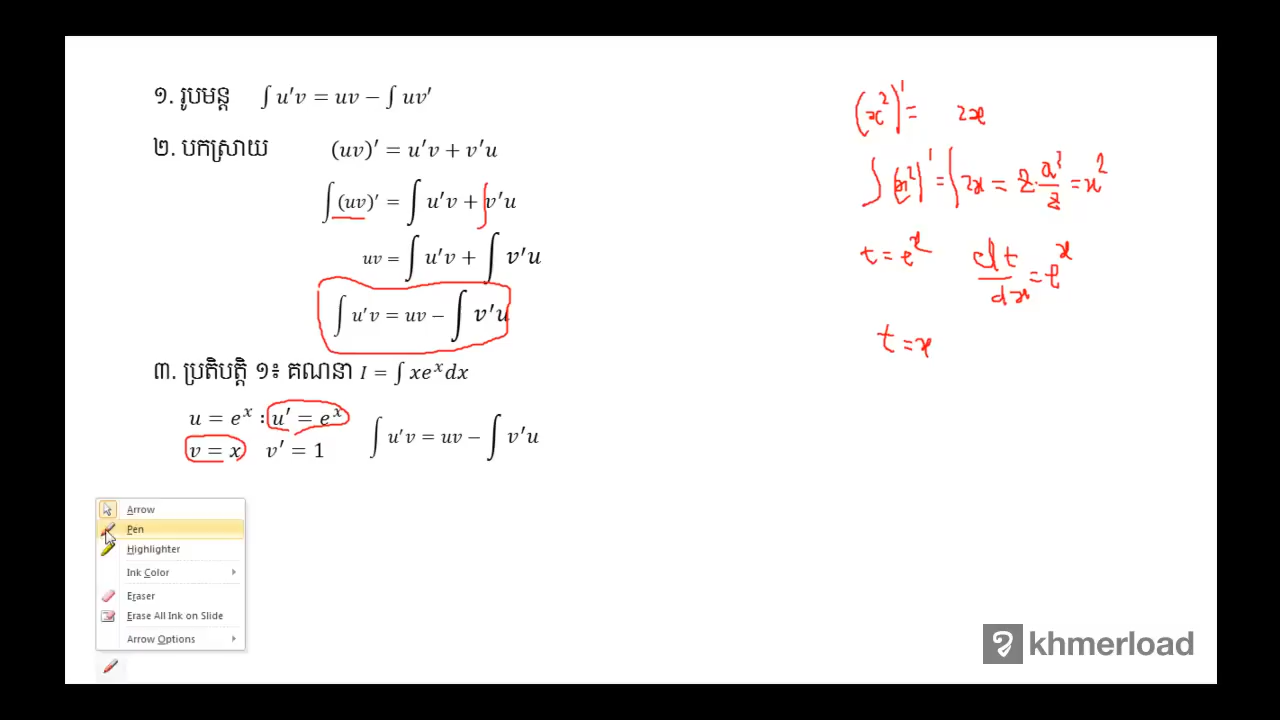 ១. រូបមន្ត ∫ u′v = uv − ∫ uv′
២. បកស្រាយ (uv)′ = u′v + v′u
∫ (uv)′ = ∫ u′v + ∫ v′u
uv = ∫ u′v + ∫ v′u
∫ u′v = uv − ∫ v′u
៣. ប្រតិបត្តិ ១៖ គណនា I = ∫ xeˣdx
u = eˣ : u′ = eˣ
v = x v′ = 1
∫ u′v = uv − ∫ v′u
(x²)′ = 2x
∫ (x²)′ = ∫ 2x = 2 · x²/2 = x²
t = eˣ dt/dx = eˣ
t = x
Arrow
Pen
Highlighter
Ink Color
Eraser
Erase All Ink on Slide
Arrow Options
khmerload